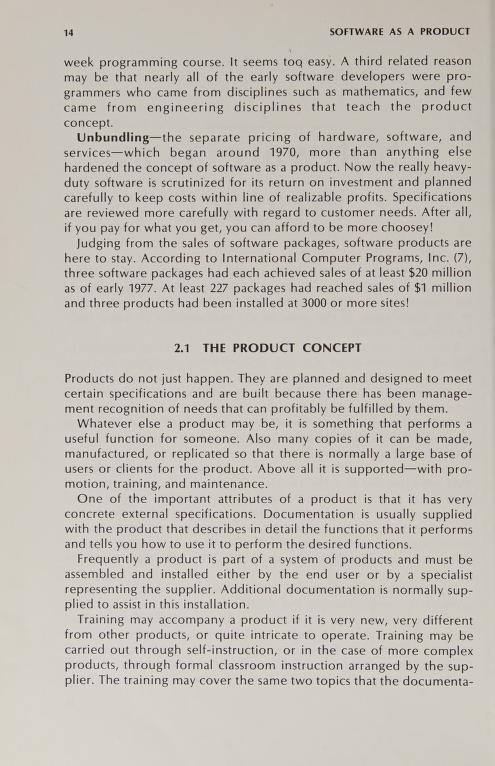 14 SOFTWARE AS A PRODUCT
week programming course. It seems too easy. A third related reason
may be that nearly all of the early software developers were pro-
grammers who came from disciplines such as mathematics, and few
came from engineering disciplines that teach the product
concept.
Unbundling—the separate pricing of hardware, software, and
services—which began around 1970, more than anything else
hardened the concept of software as a product. Now the really heavy-
duty software is scrutinized for its return on investment and planned
carefully to keep costs within line of realizable profits. Specifications
are reviewed more carefully with regard to customer needs. After all,
if you pay for what you get, you can afford to be more choosey!
Judging from the sales of software packages, software products are
here to stay. According to International Computer Programs, Inc. (7),
three software packages had each achieved sales of at least $20 million
as of early 1977. At least 227 packages had reached sales of $1 million
and three products had been installed at 3000 or more sites!
2.1 THE PRODUCT CONCEPT
Products do not just happen. They are planned and designed to meet
certain specifications and are built because there has been manage-
ment recognition of needs that can profitably be fulfilled by them.
Whatever else a product may be, it is something that performs a
useful function for someone. Also many copies of it can be made,
manufactured, or replicated so that there is normally a large base of
users or clients for the product. Above all it is supported—with pro-
motion, training, and maintenance.
One of the important attributes of a product is that it has very
concrete external specifications. Documentation is usually supplied
with the product that describes in detail the functions that it performs
and tells you how to use it to perform the desired functions.
Frequently a product is part of a system of products and must be
assembled and installed either by the end user or by a specialist
representing the supplier. Additional documentation is normally sup-
plied to assist in this installation.
Training may accompany a product if it is very new, very different
from other products, or quite intricate to operate. Training may be
carried out through self-instruction, or in the case of more complex
products, through formal classroom instruction arranged by the sup-
plier. The training may cover the same two topics that the documenta-